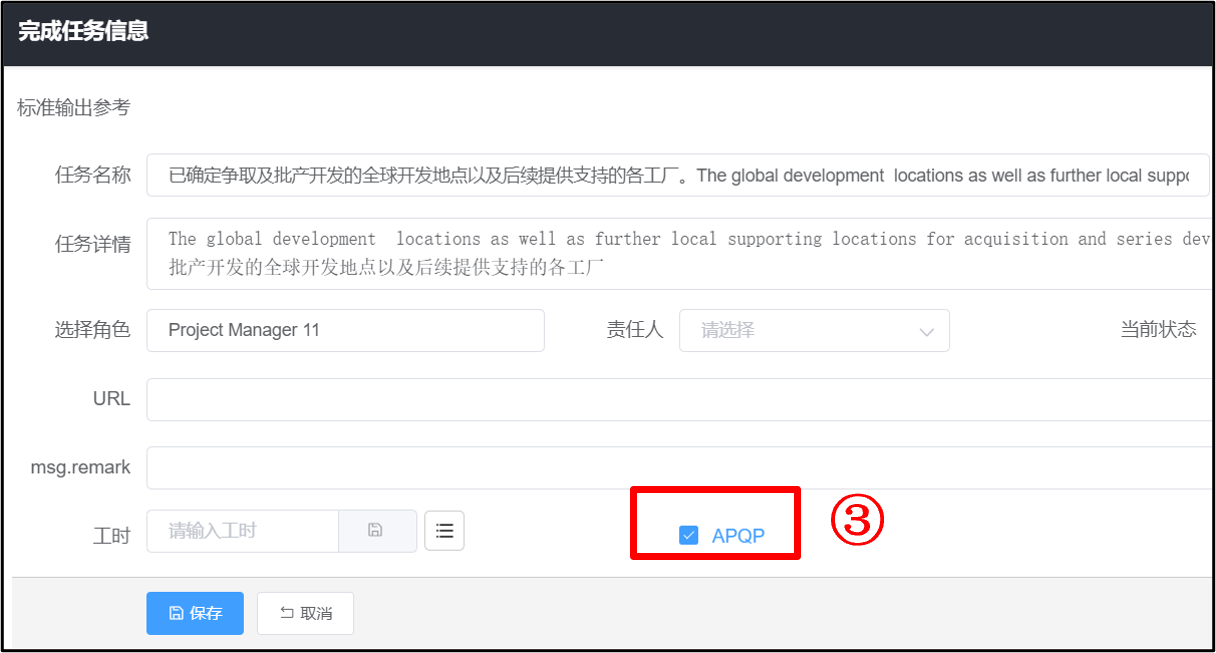 完成任务信息
标准输出参考
任务名称 已确定争取及批产开发的全球开发地点以及后续提供支持的各工厂。The global development  locations as well as further local suppo
任务详情 The global development  locations as well as further local supporting locations for acquisition and series dev
批产开发的全球开发地点以及后续提供支持的各工厂
选择角色 Project Manager 11 责任人 请选择 当前状态
URL
msg.remark
工时 请输入工时 APQP ③
保存 取消